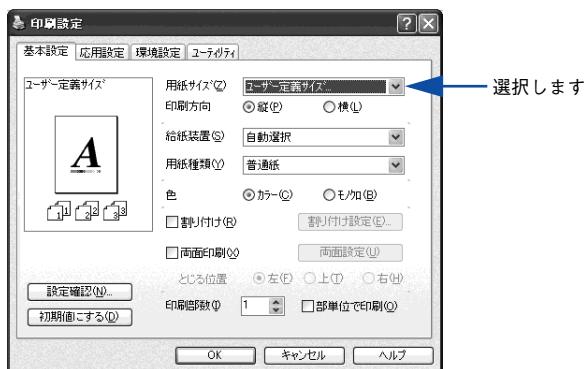 印刷設定
基本設定 応用設定 環境設定 ユーティリティ
ユーザー定義サイズ
A
1 1 2 2 3 3
設定確認(N)...
初期値にする(D)
用紙サイズ(Z) ユーザー定義サイズ...
印刷方向 縦(P) 横(L)
給紙装置(S) 自動選択
用紙種類(Y) 普通紙
色 カラー(C) モノクロ(B)
割り付け(R) 割り付け設定(E)...
両面印刷(X) 両面設定(U)
とじる位置 左(F) 上(T) 右(H)
印刷部数(I) 1 部単位で印刷(O)
OK キャンセル ヘルプ
選択します